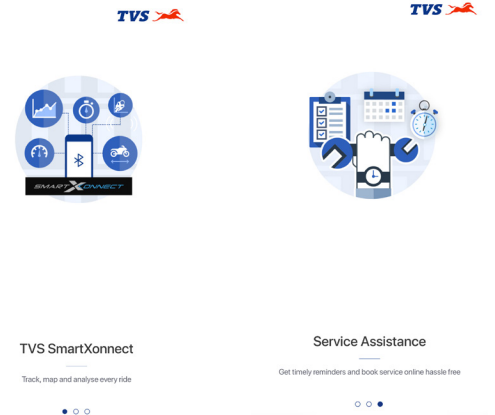 TVS
SMARTXONNECT
TVS SmartXonnect
Track, map and analyse every ride
TVS
Service Assistance
Get timely reminders and book service online hassle free